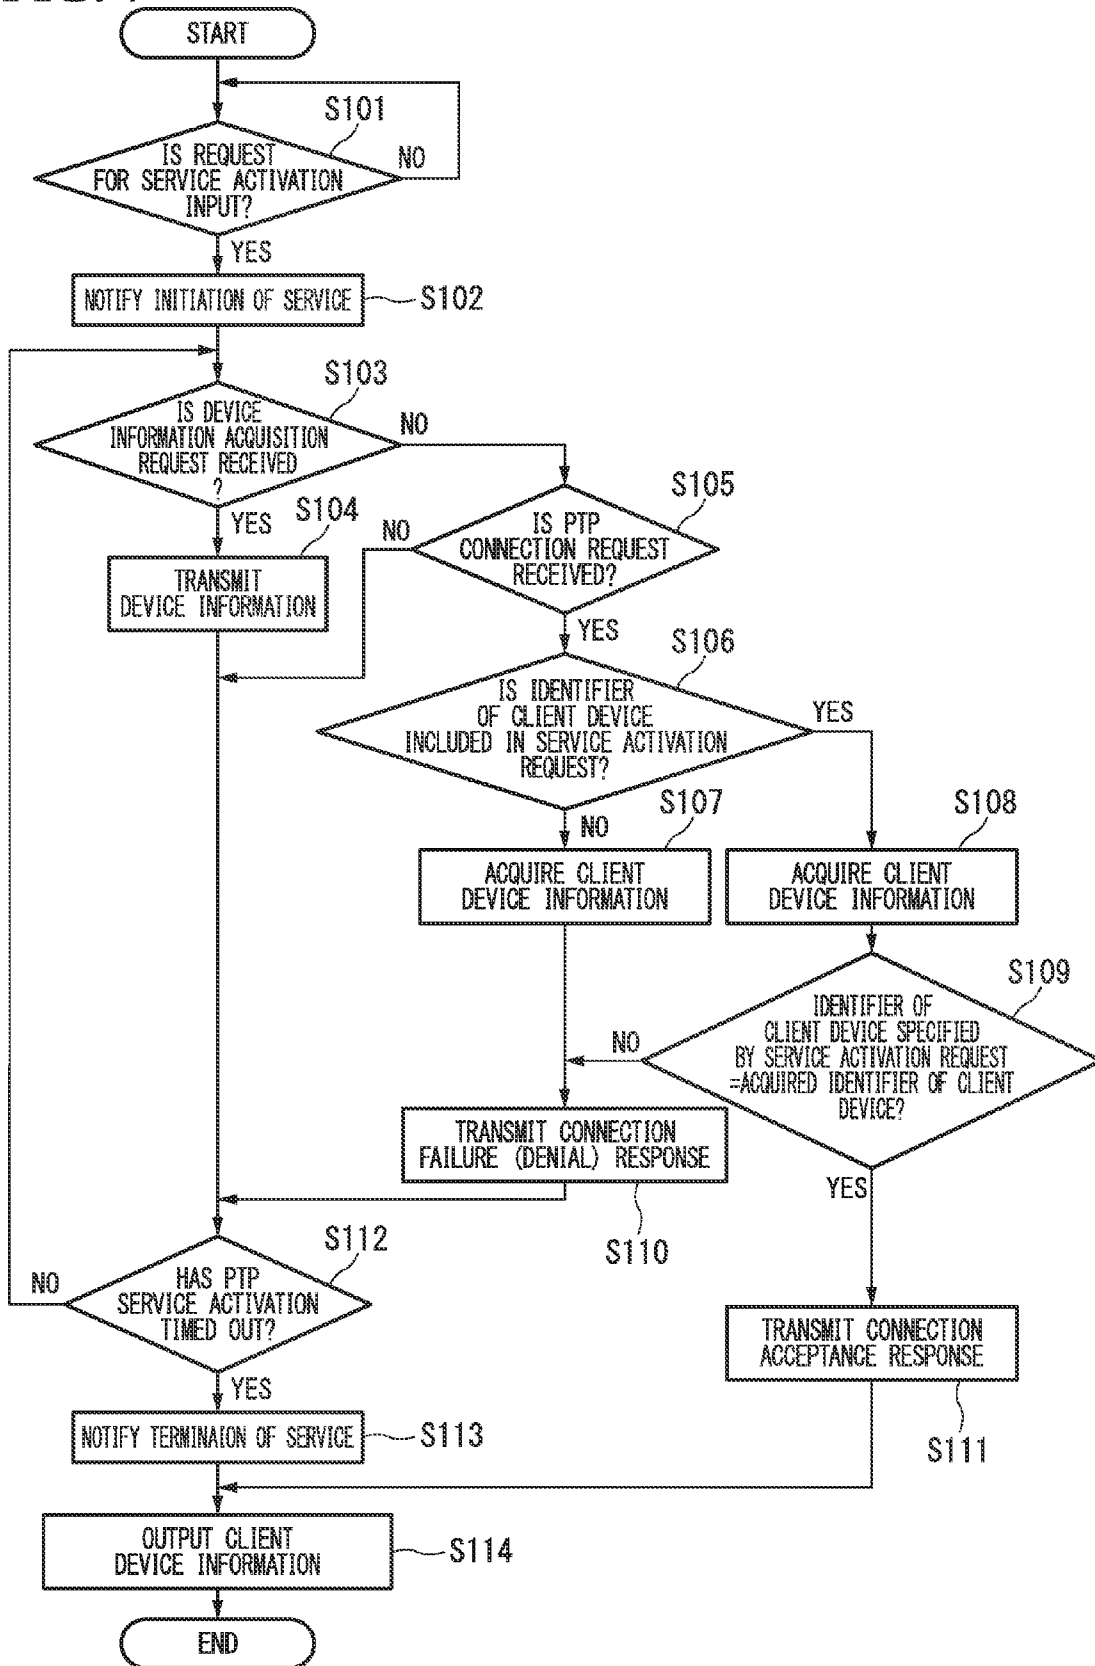 START
S101
IS REQUEST
FOR SERVICE ACTIVATION
INPUT?
NO
YES
NOTIFY INITIATION OF SERVICE
S102
S103
IS DEVICE
INFORMATION ACQUISITION
REQUEST RECEIVED
?
NO
YES
S104
TRANSMIT
DEVICE INFORMATION
S105
NO
IS PTP
CONNECTION REQUEST
RECEIVED?
YES
S106
IS IDENTIFIER
OF CLIENT DEVICE
INCLUDED IN SERVICE ACTIVATION
REQUEST?
YES
NO
S107
ACQUIRE CLIENT
DEVICE INFORMATION
S108
ACQUIRE CLIENT
DEVICE INFORMATION
S109
IDENTIFIER OF
CLIENT DEVICE SPECIFIED
BY SERVICE ACTIVATION REQUEST
=ACQUIRED IDENTIFIER OF CLIENT
DEVICE?
NO
YES
TRANSMIT CONNECTION
FAILURE (DENIAL) RESPONSE
S110
S112
HAS PTP
SERVICE ACTIVATION
TIMED OUT?
NO
YES
TRANSMIT CONNECTION
ACCEPTANCE RESPONSE
S111
NOTIFY TERMINAION OF SERVICE
S113
OUTPUT CLIENT
DEVICE INFORMATION
S114
END